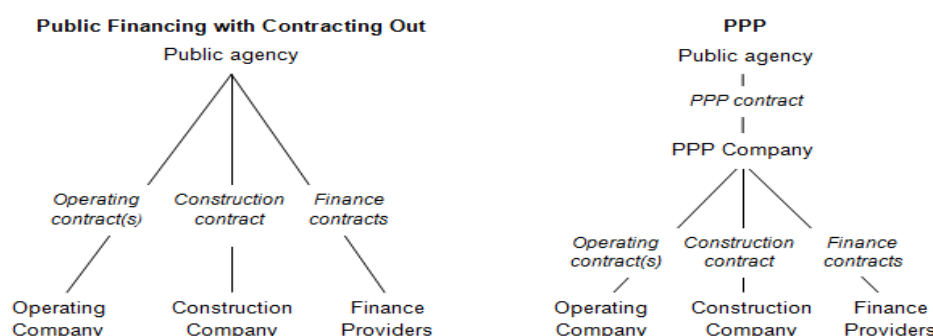 Public Financing with Contracting Out
Public agency
Operating contract(s)
Construction contract
Finance contracts
Operating Company
Construction Company
Finance Providers
PPP
Public agency
PPP contract
PPP Company
Operating contract(s)
Construction contract
Finance contracts
Operating Company
Construction Company
Finance Providers